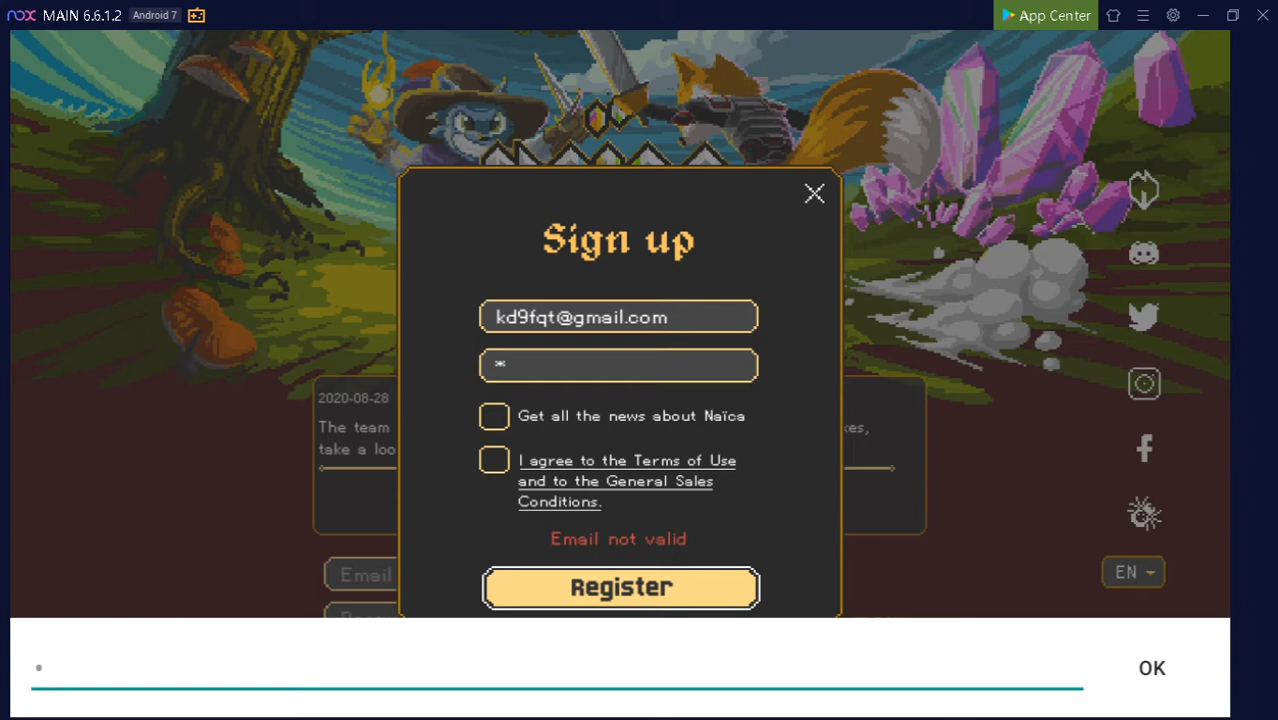 nox MAIN 6.6.1.2 Android 7 App Center
Sign up
kd9fqt@gmail.com
*
2020-08-28
Get all the news about Naïca
The team
take a loo
I agree to the Terms of Use
and to the General Sales
Conditions.
Email not valid
Email
Register
EN
•
OK